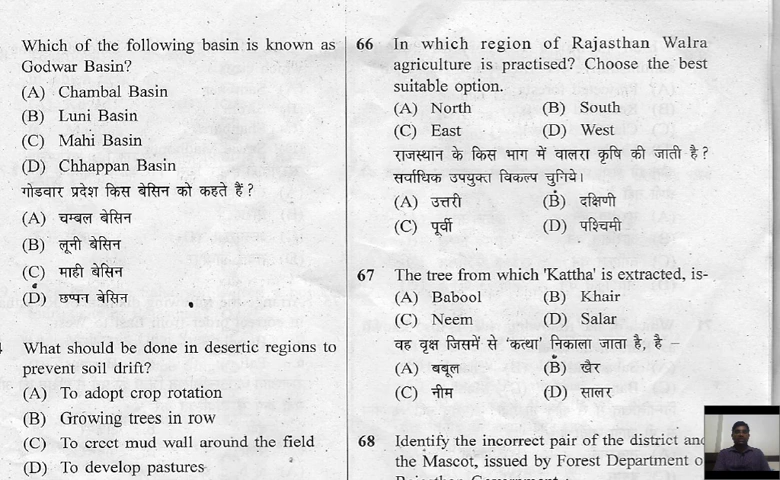 Which of the following basin is known as
Godwar Basin?
(A) Chambal Basin
(B) Luni Basin
(C) Mahi Basin
(D) Chhappan Basin
गोडवार प्रदेश किस बेसिन को कहते हैं ?
(A) चम्बल बेसिन
(B) लूनी बेसिन
(C) माही बेसिन
(D) छप्पन बेसिन
What should be done in desertic regions to
prevent soil drift?
(A) To adopt crop rotation
(B) Growing trees in row
(C) To erect mud wall around the field
(D) To develop pastures
66 In which region of Rajasthan Walra
agriculture is practised? Choose the best
suitable option.
(A) North (B) South
(C) East (D) West
राजस्थान के किस भाग में वालरा कृषि की जाती है ?
सर्वाधिक उपयुक्त विकल्प चुनिये।
(A) उत्तरी (B) दक्षिणी
(C) पूर्वी (D) पश्चिमी
67 The tree from which 'Kattha' is extracted, is-
(A) Babool (B) Khair
(C) Neem (D) Salar
वह वृक्ष जिसमें से 'कत्था' निकाला जाता है, है –
(A) बबूल (B) खैर
(C) नीम (D) सालर
68 Identify the incorrect pair of the district and
the Mascot, issued by Forest Department